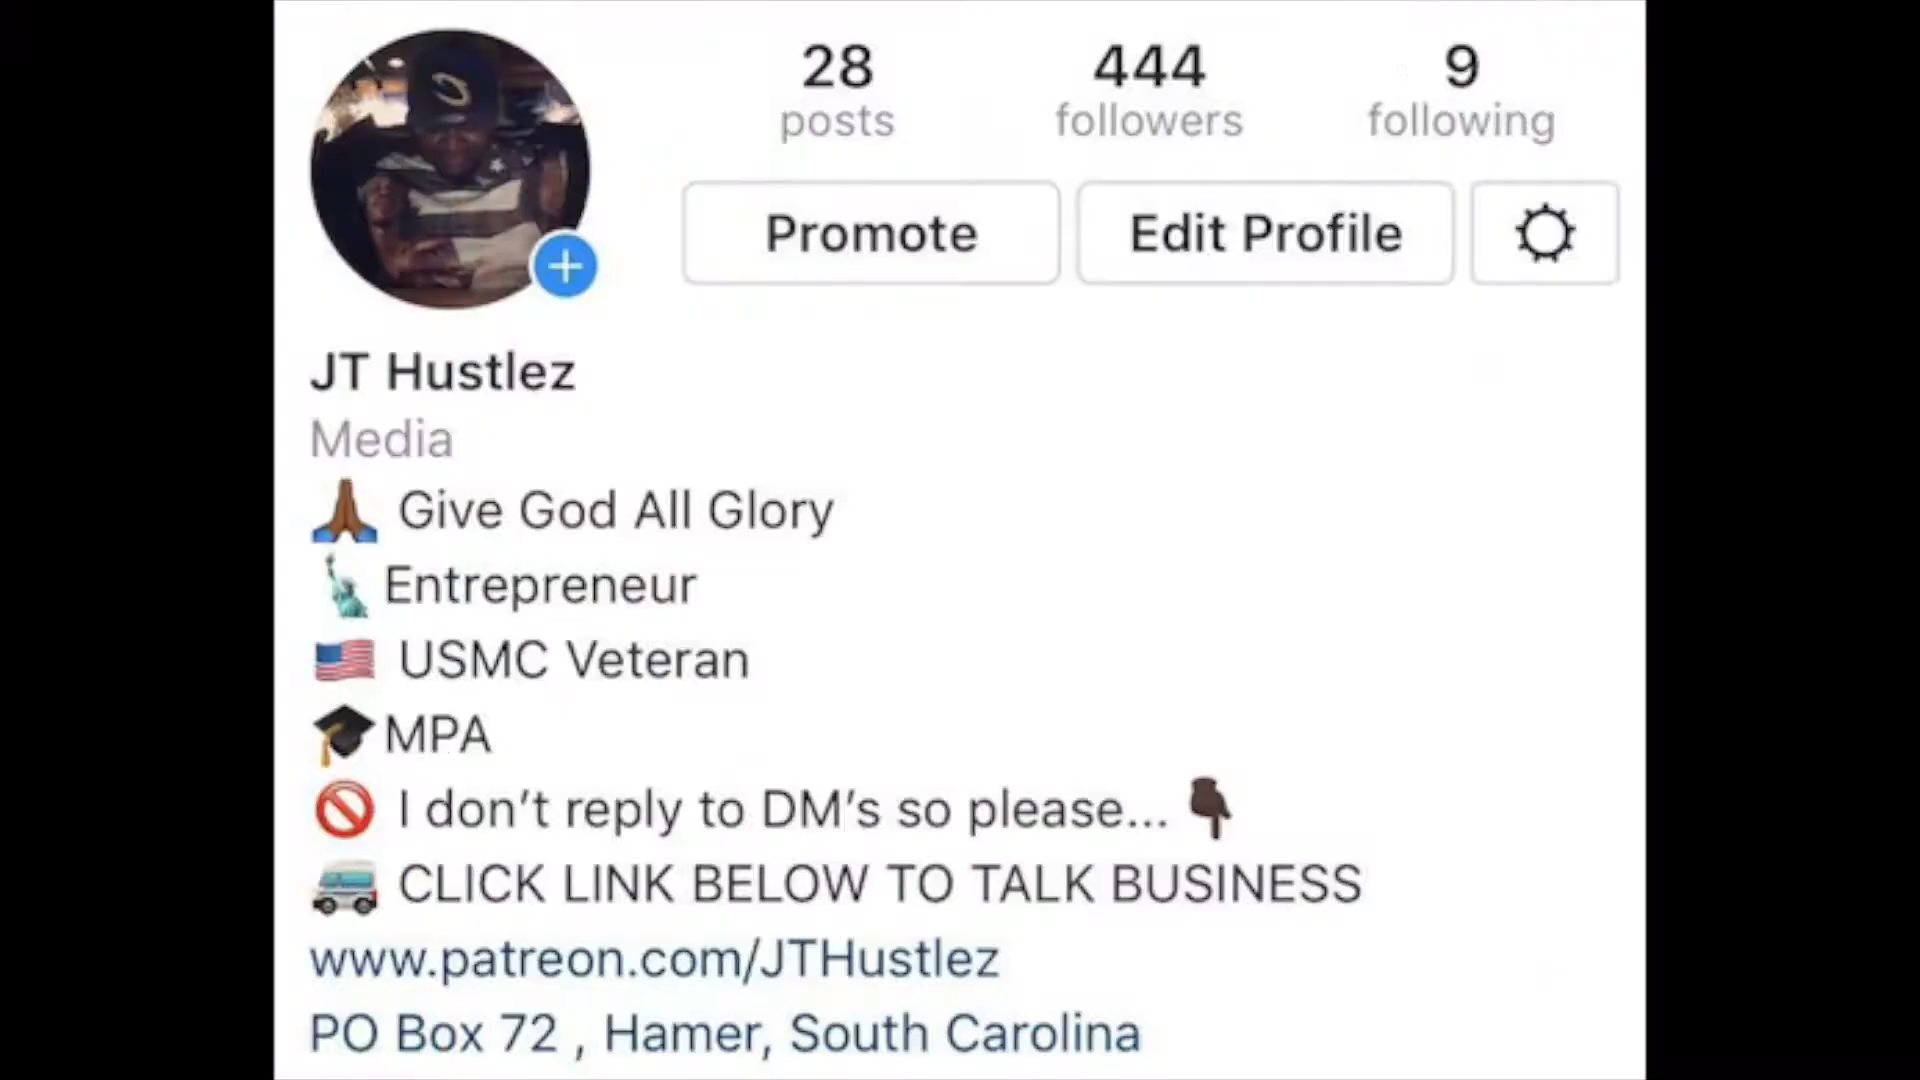 28 444 9
posts followers following
Promote Edit Profile
JT Hustlez
Media
🙏🏾 Give God All Glory
🗽Entrepreneur
🇺🇸 USMC Veteran
🎓MPA
🚫 I don’t reply to DM’s so please... 👇🏿
🚐 CLICK LINK BELOW TO TALK BUSINESS
www.patreon.com/JTHustlez
PO Box 72 , Hamer, South Carolina